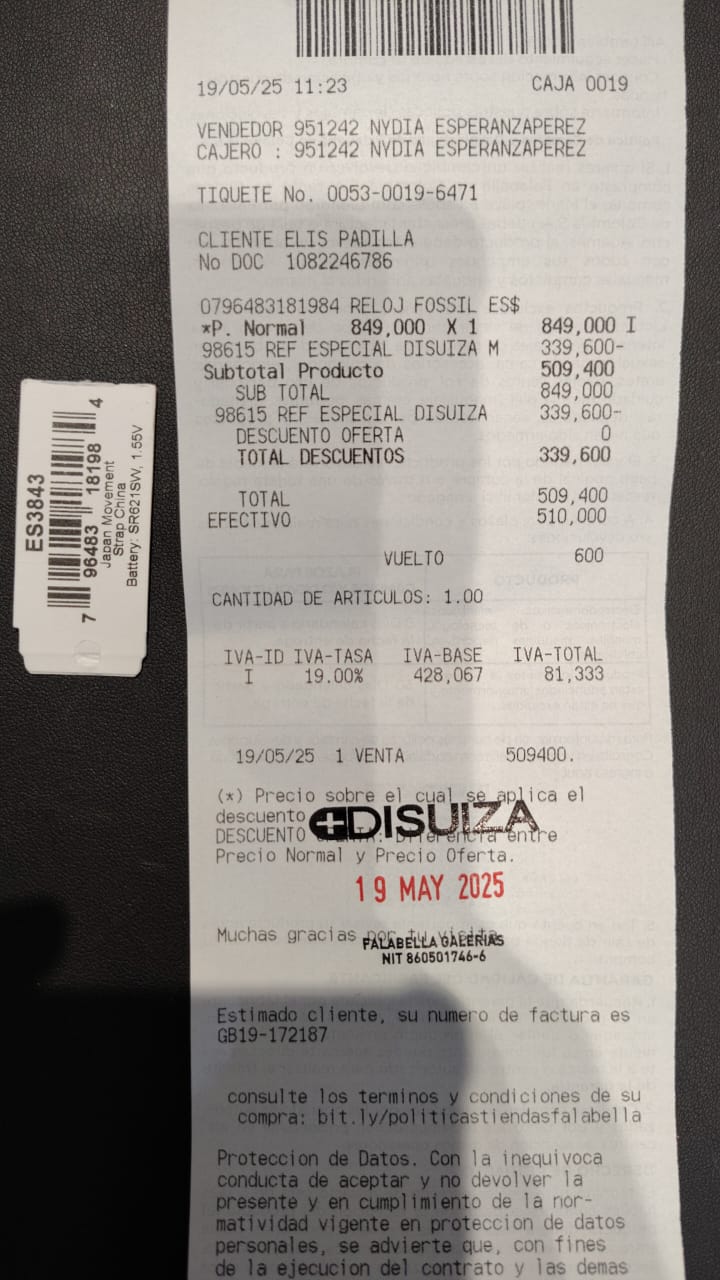 19/05/25 11:23 CAJA 0019
VENDEDOR 951242 NYDIA ESPERANZAPEREZ
CAJERO : 951242 NYDIA ESPERANZAPEREZ
TIQUETE No. 0053-0019-6471
CLIENTE ELIS PADILLA
No DOC 1082246786
0796483181984 RELOJ FOSSIL ES$
*P. Normal 849,000 X 1 849,000 I
98615 REF ESPECIAL DISUIZA M 339,600-
Subtotal Producto 509,400
SUB TOTAL 849,000
98615 REF ESPECIAL DISUIZA 339,600-
DESCUENTO OFERTA 0
TOTAL DESCUENTOS 339,600
TOTAL 509,400
EFECTIVO 510,000
VUELTO 600
CANTIDAD DE ARTICULOS: 1.00
IVA-ID IVA-TASA IVA-BASE IVA-TOTAL
I 19.00% 428,067 81,333
19/05/25 1 VENTA 509400.
(*) Precio sobre el cual se aplica el
descuento
DISUIZA
DESCUENTO Diferencia entre
Precio Normal y Precio Oferta.
19 MAY 2025
Muchas gracias por tu visita
FALABELLA GALERIAS
NIT 860501746-6
Estimado cliente, su numero de factura es
GB19-172187
consulte los terminos y condiciones de su
compra: bit.ly/politicastiendasfalabella
Proteccion de Datos. Con la inequivoca
conducta de aceptar y no devolver la
presente y en cumplimiento de la nor-
matividad vigente en proteccion de datos
personales, se advierte que, con fines
de la ejecucion del contrato y las demas
ES3843
7 96483 18198 4
Japan Movement
Strap China
Battery: SR621SW, 1.55V